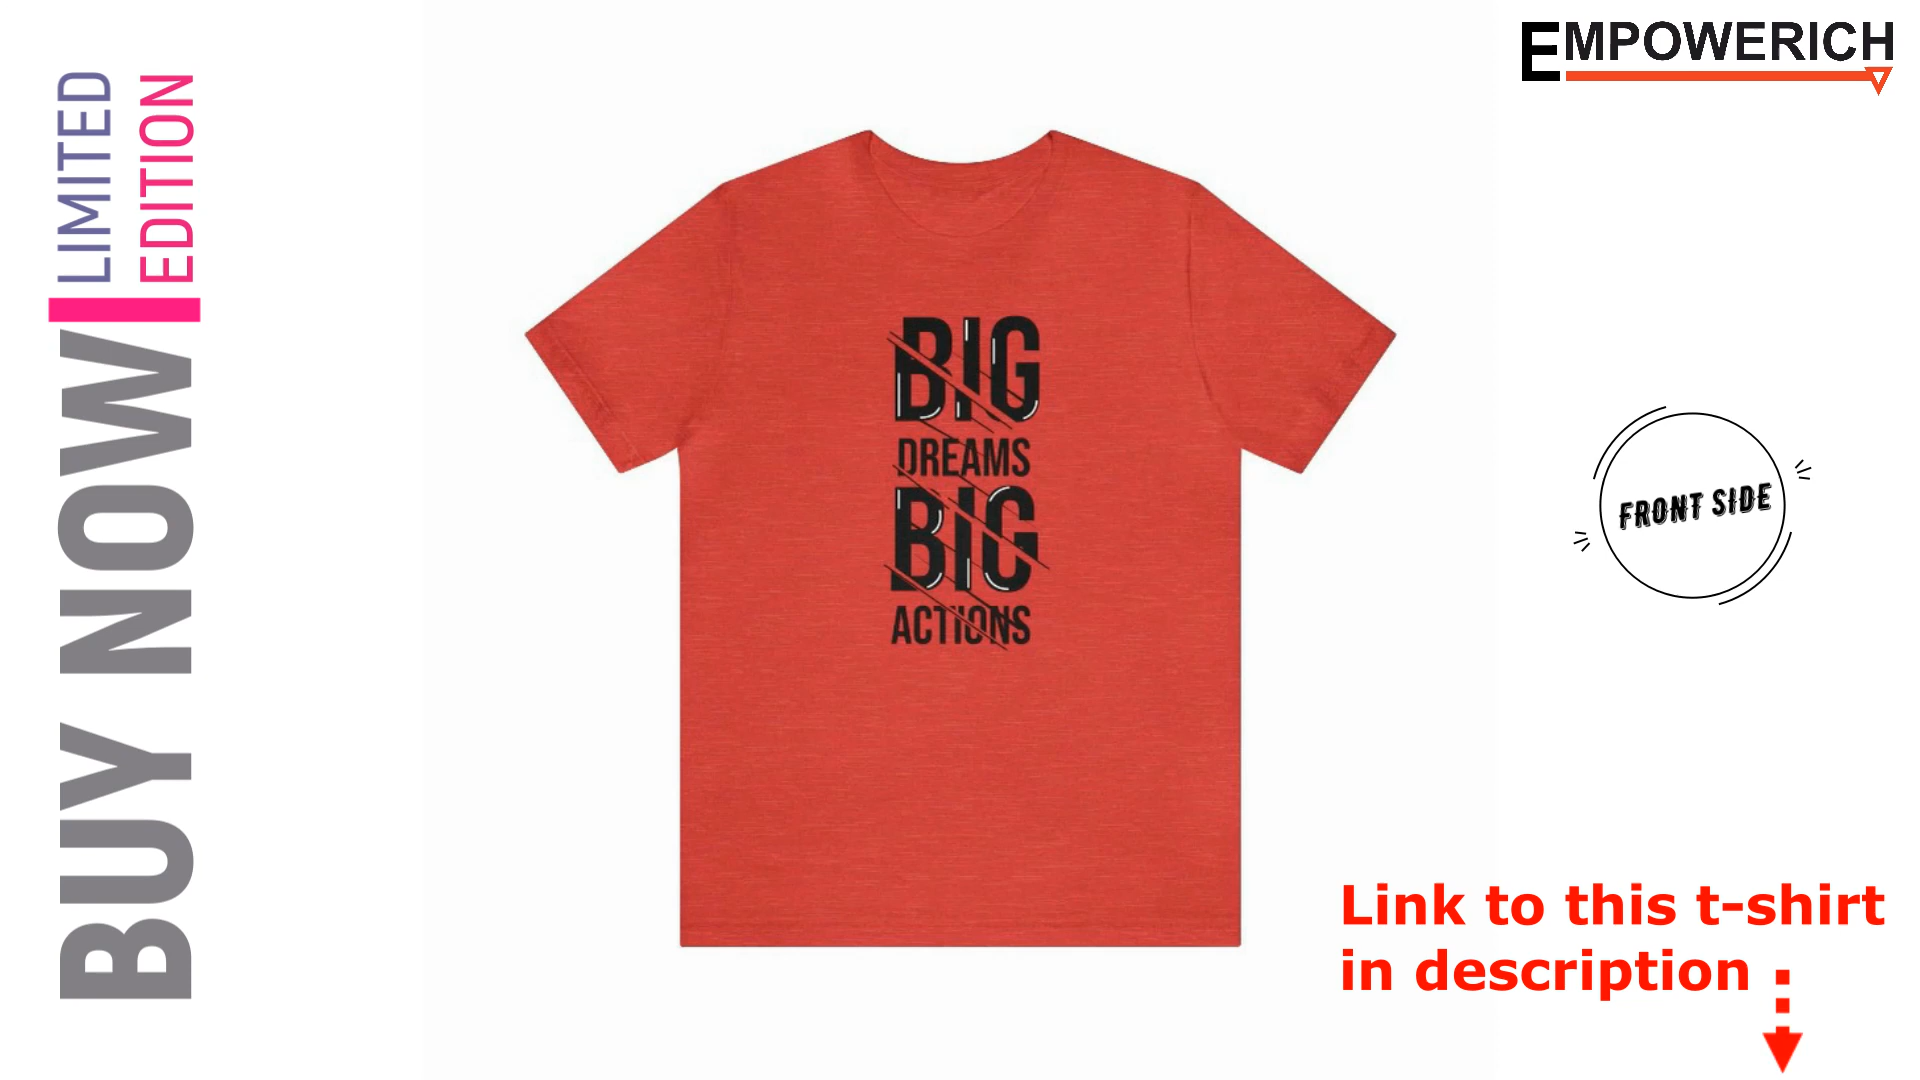 BUY NOW
LIMITED
EDITION
EMPOWERICH
BIG
DREAMS
BIG
ACTIONS
FRONT SIDE
Link to this t-shirt
in description